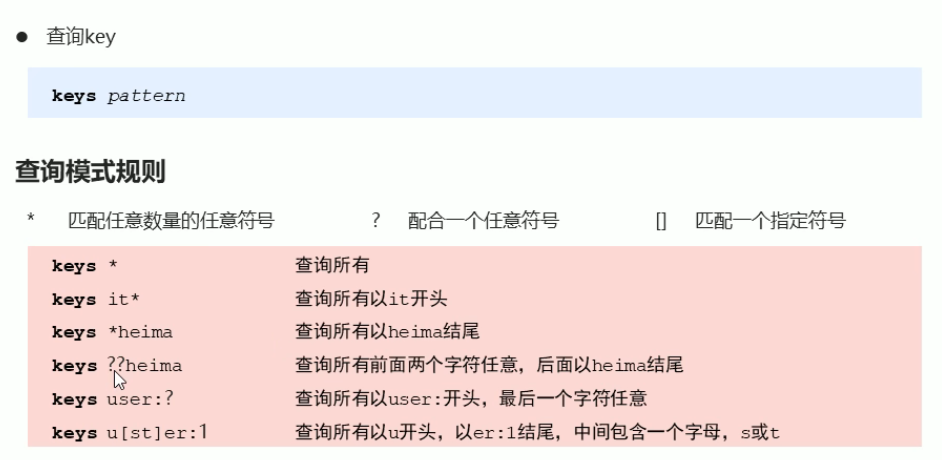 ● 查询key
keys pattern
查询模式规则
* 匹配任意数量的任意符号 ? 配合一个任意符号 [] 匹配一个指定符号
keys * 查询所有
keys it* 查询所有以it开头
keys *heima 查询所有以heima结尾
keys ??heima 查询所有前面两个字符任意，后面以heima结尾
keys user:? 查询所有以user:开头，最后一个字符任意
keys u[st]er:1 查询所有以u开头，以er:1结尾，中间包含一个字母，s或t